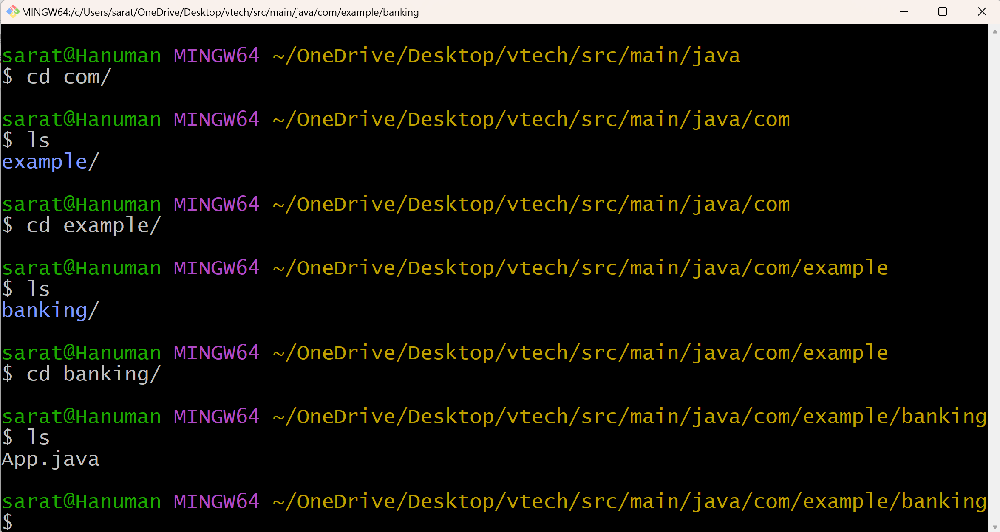 MINGW64:/c/Users/sarat/OneDrive/Desktop/vtech/src/main/java/com/example/banking
sarat@Hanuman MINGW64 ~/OneDrive/Desktop/vtech/src/main/java
$ cd com/
sarat@Hanuman MINGW64 ~/OneDrive/Desktop/vtech/src/main/java/com
$ ls
example/
sarat@Hanuman MINGW64 ~/OneDrive/Desktop/vtech/src/main/java/com
$ cd example/
sarat@Hanuman MINGW64 ~/OneDrive/Desktop/vtech/src/main/java/com/example
$ ls
banking/
sarat@Hanuman MINGW64 ~/OneDrive/Desktop/vtech/src/main/java/com/example
$ cd banking/
sarat@Hanuman MINGW64 ~/OneDrive/Desktop/vtech/src/main/java/com/example/banking
$ ls
App.java
sarat@Hanuman MINGW64 ~/OneDrive/Desktop/vtech/src/main/java/com/example/banking
$